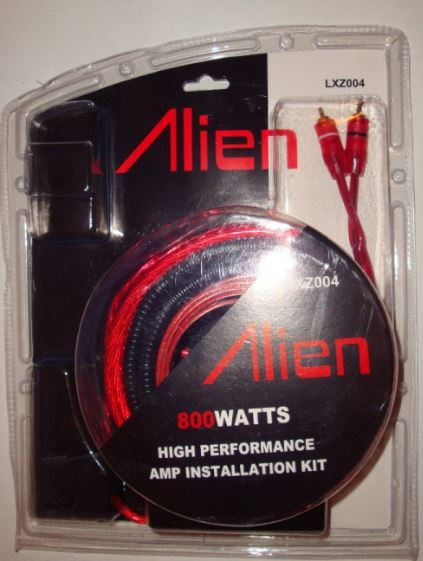 LXZ004
Alien
XZ004
Alien
800WATTS
HIGH PERFORMANCE
AMP INSTALLATION KIT